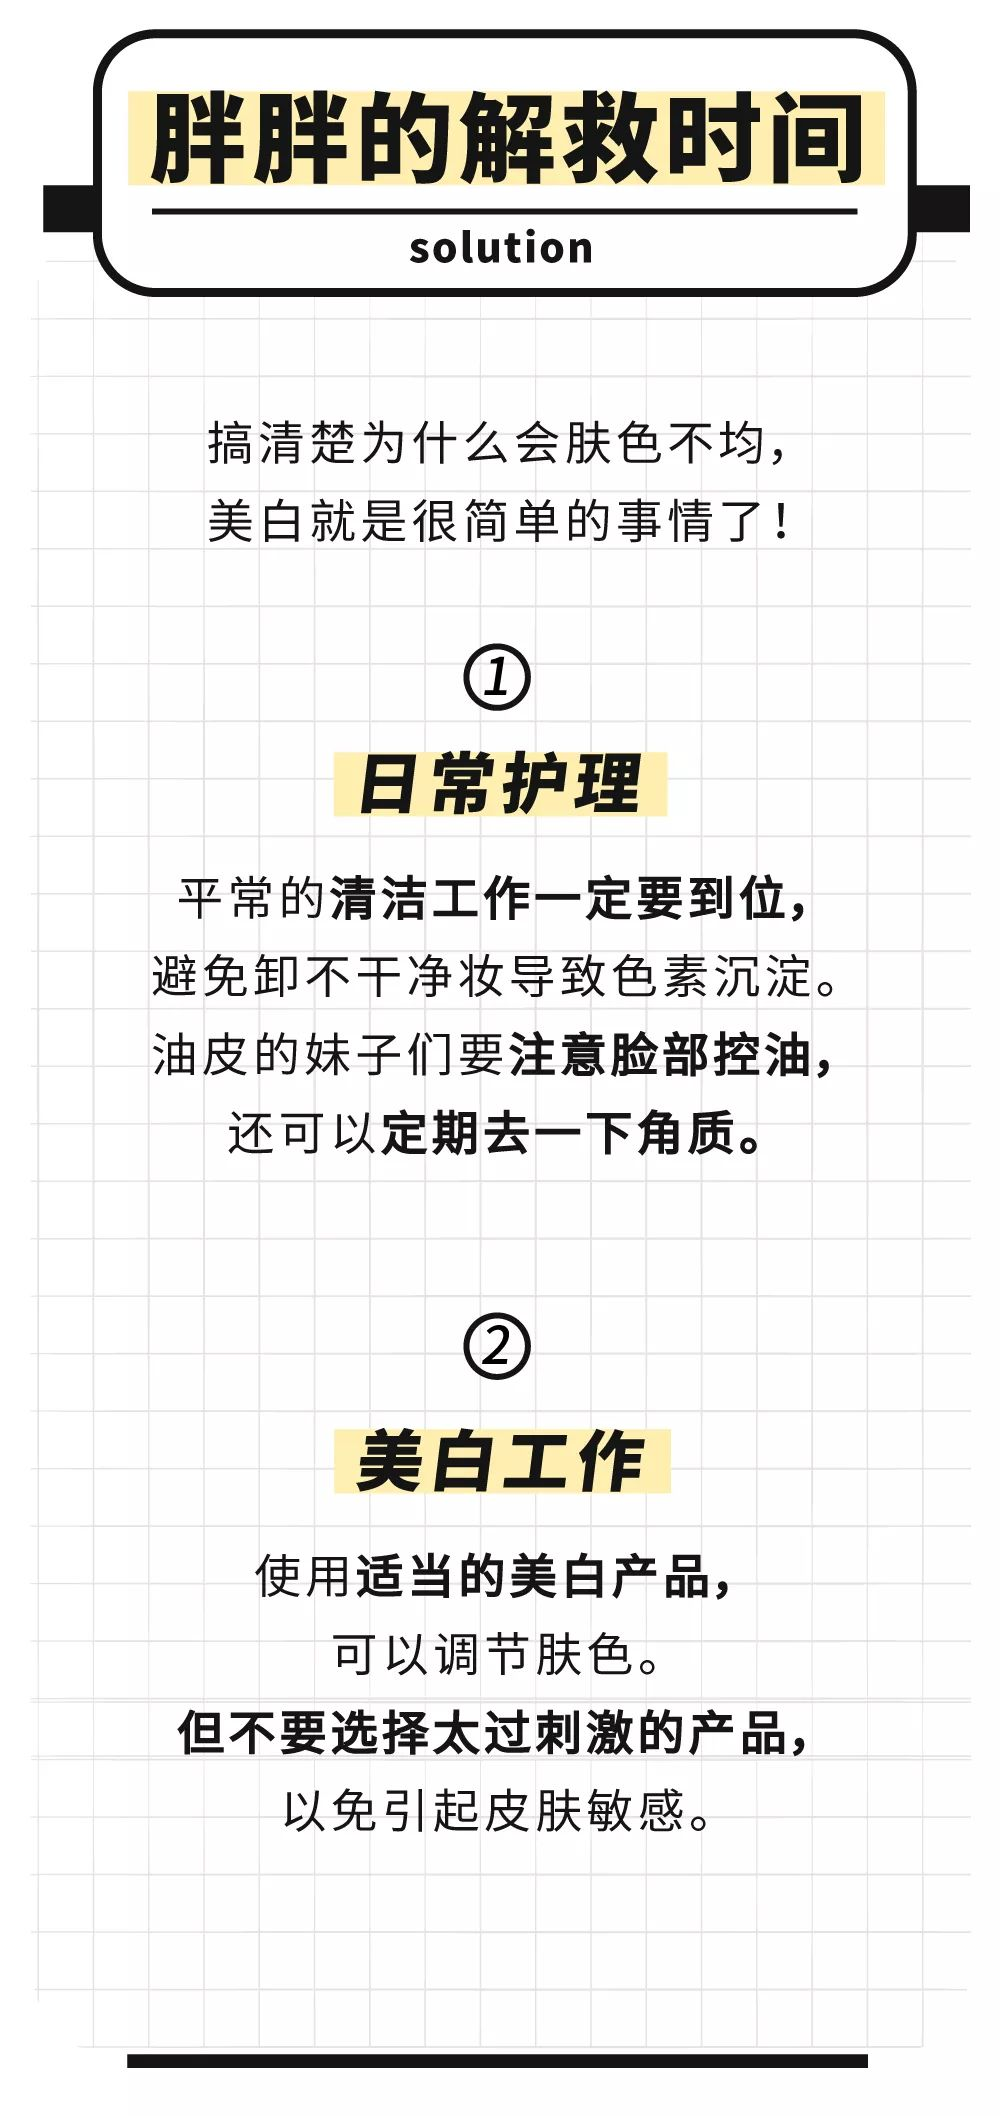 胖胖的解救时间
solution
搞清楚为什么会肤色不均，
美白就是很简单的事情了！
①
日常护理
平常的清洁工作一定要到位，
避免卸不干净妆导致色素沉淀。
油皮的妹子们要注意脸部控油，
还可以定期去一下角质。
②
美白工作
使用适当的美白产品，
可以调节肤色。
但不要选择太过刺激的产品，
以免引起皮肤敏感。